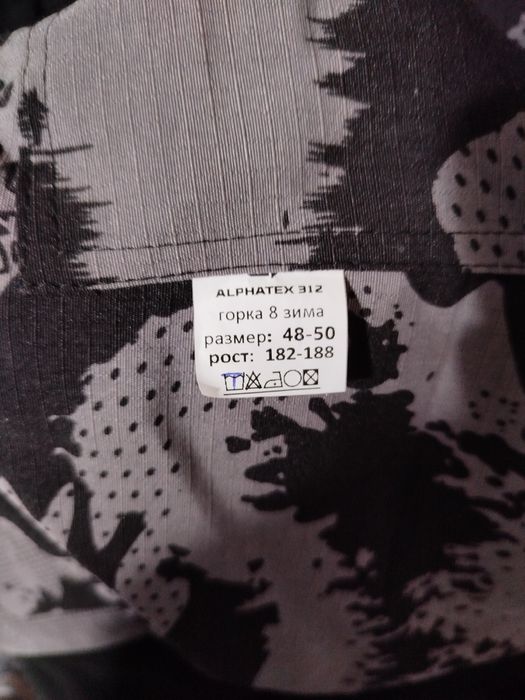 ALPHATEX 312
горка 8 зима
размер: 48-50
рост: 182-188